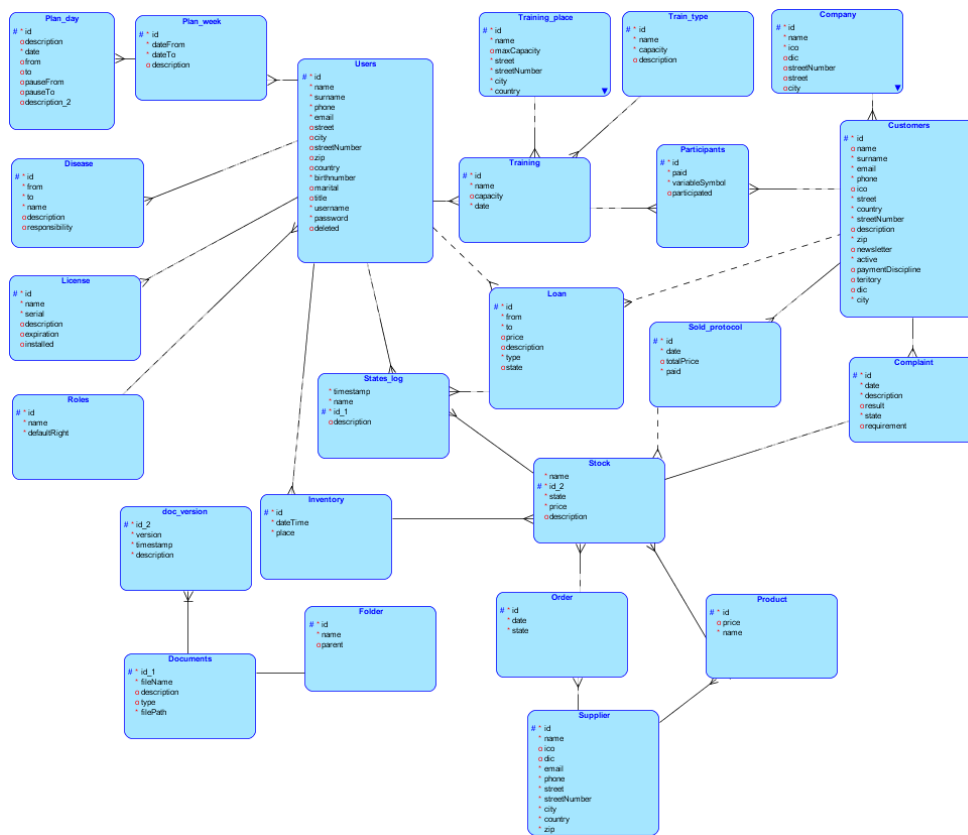 Plan_day
# * id
o description
* date
o from
o to
o pauseFrom
o pauseTo
o description_2
Plan_week
# * id
* dateFrom
* dateTo
o description
Users
# * id
* name
* surname
* phone
* email
o street
o city
o streetNumber
o zip
o country
* birthnumber
o marital
o title
* username
* password
o deleted
Training_place
# * id
* name
o maxCapacity
* street
* streetNumber
* city
* country
Train_type
# * id
* name
* capacity
o description
Company
# * id
* name
* ico
o dic
o streetNumber
o street
o city
Customers
# * id
o name
* surname
* email
* phone
o ico
* street
* country
* streetNumber
o description
* zip
o newsletter
* active
o paymentDiscipline
o teritory
o dic
* city
Disease
# * id
* from
* to
* name
o description
o responsibility
Training
# * id
* name
o capacity
* date
Participants
# * id
* paid
* variableSymbol
o participated
License
# * id
* name
* serial
o description
o expiration
o installed
Loan
# * id
* from
* to
o price
o description
* type
o state
Sold_protocol
# * id
* date
o totalPrice
* paid
Complaint
# * id
* date
* description
o result
* state
o requirement
Roles
# * id
* name
* defaultRight
States_log
* timestamp
* name
# * id_1
o description
Stock
* name
# * id_2
* state
* price
o description
Inventory
# * id
* dateTime
* place
doc_version
# * id_2
* version
* timestamp
* description
Folder
# * id
* name
o parent
Order
# * id
* date
* state
Product
# * id
o price
* name
Documents
# * id_1
* fileName
o description
o type
* filePath
Supplier
# * id
* name
o ico
o dic
* email
* phone
* street
* streetNumber
* city
* country
* zip